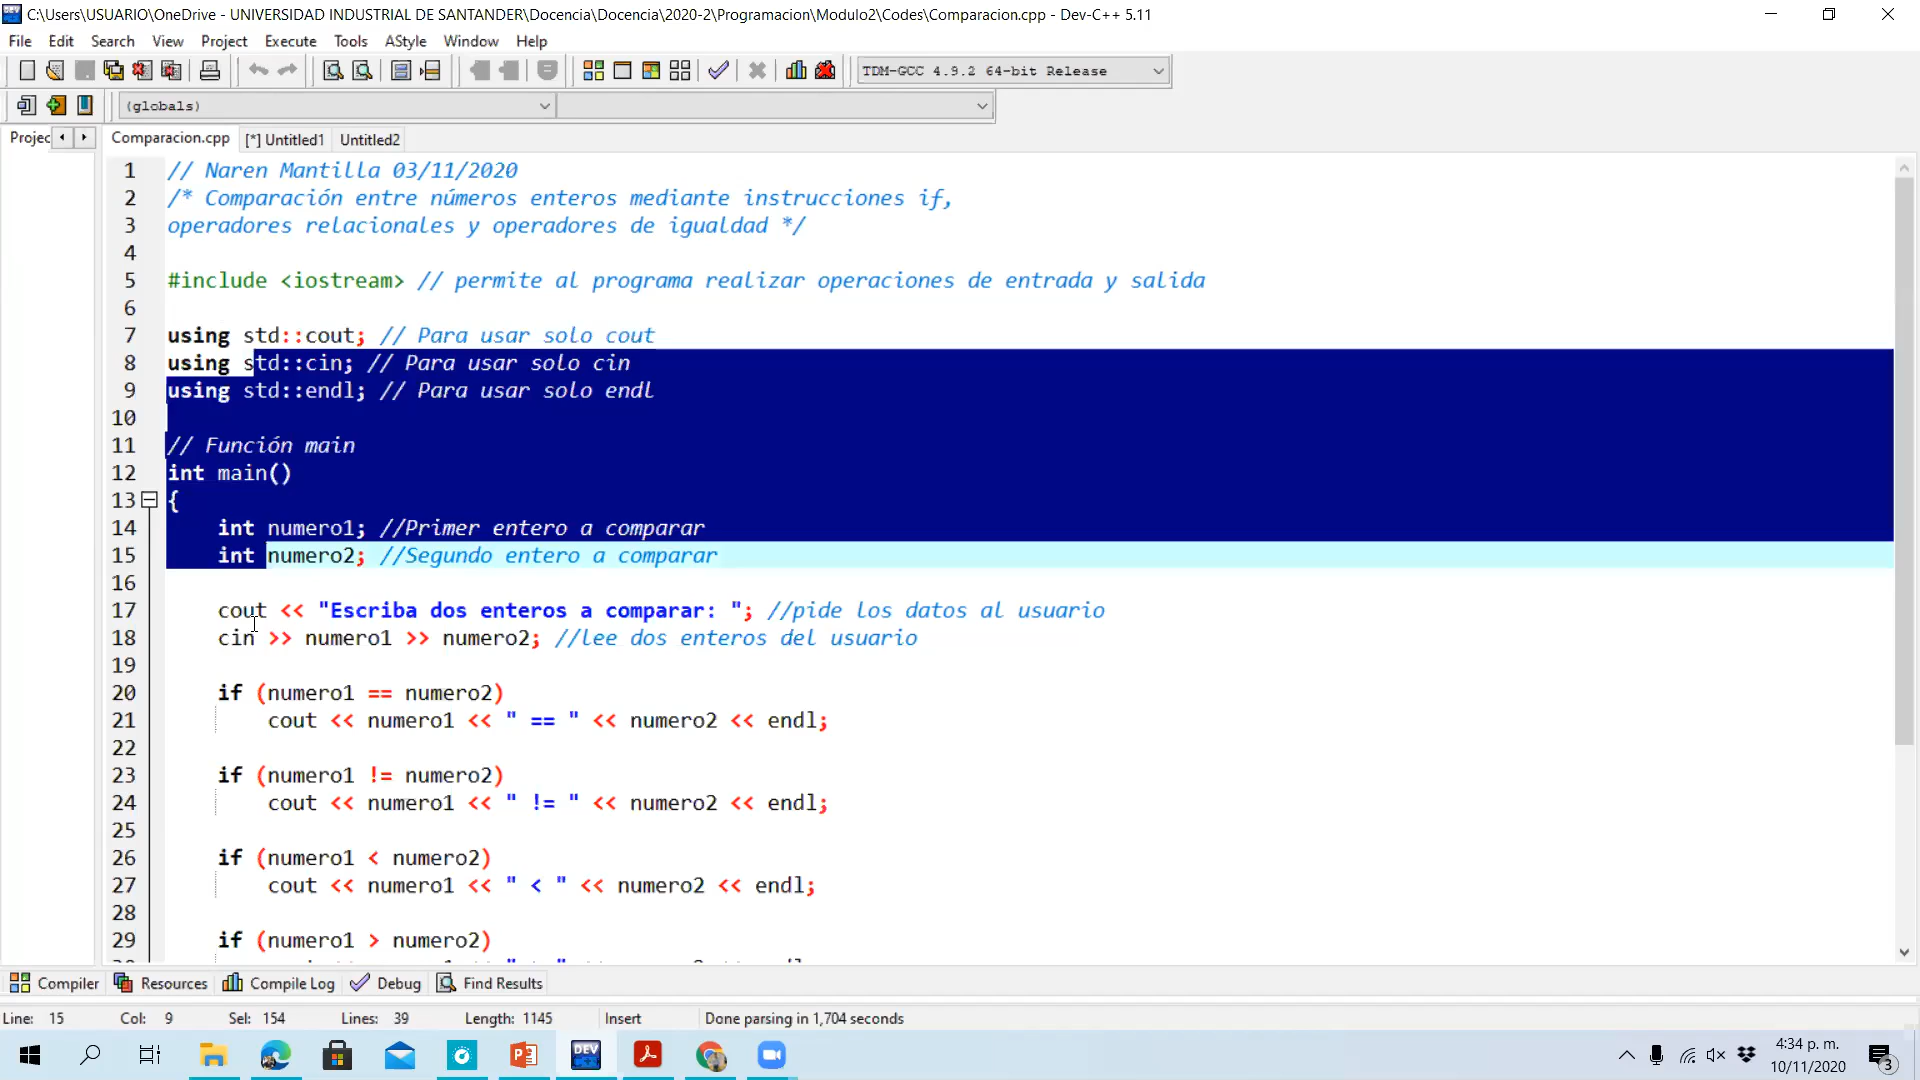 C:\Users\USUARIO\OneDrive - UNIVERSIDAD INDUSTRIAL DE SANTANDER\Docencia\Docencia\2020-2\Programacion\Modulo2\Codes\Comparacion.cpp - Dev-C++ 5.11
File Edit Search View Project Execute Tools AStyle Window Help
TDM-GCC 4.9.2 64-bit Release
(globals)
Projec Comparacion.cpp [*] Untitled1 Untitled2
1 // Naren Mantilla 03/11/2020
2 /* Comparación entre números enteros mediante instrucciones if,
3 operadores relacionales y operadores de igualdad */
4
5 #include <iostream> // permite al programa realizar operaciones de entrada y salida
6
7 using std::cout; // Para usar solo cout
8 using std::cin; // Para usar solo cin
9 using std::endl; // Para usar solo endl
10
11 // Función main
12 int main()
13 {
14 int numero1; //Primer entero a comparar
15 int numero2; //Segundo entero a comparar
16
17 cout << "Escriba dos enteros a comparar: "; //pide los datos al usuario
18 cin >> numero1 >> numero2; //lee dos enteros del usuario
19
20 if (numero1 == numero2)
21 cout << numero1 << " == " << numero2 << endl;
22
23 if (numero1 != numero2)
24 cout << numero1 << " != " << numero2 << endl;
25
26 if (numero1 < numero2)
27 cout << numero1 << " < " << numero2 << endl;
28
29 if (numero1 > numero2)
Compiler Resources Compile Log Debug Find Results
Line: 15 Col: 9 Sel: 154 Lines: 39 Length: 1145 Insert Done parsing in 1,704 seconds
DEV
4:34 p. m.
10/11/2020
3